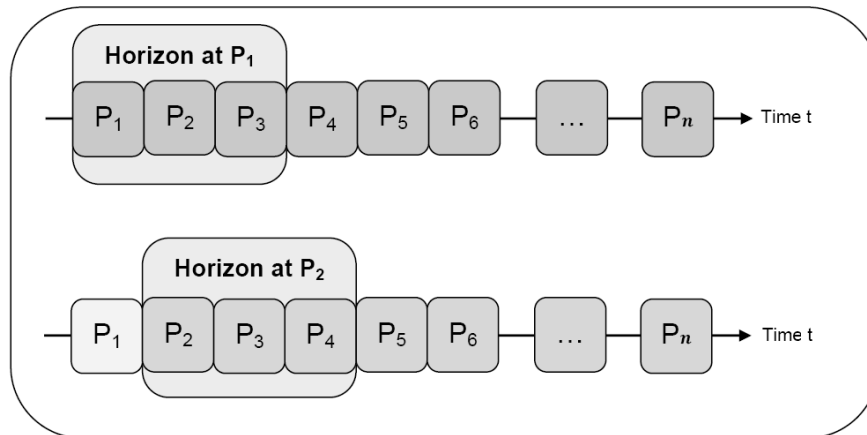 Horizon at P₁
P₁ P₂ P₃ P₄ P₅ P₆ ... Pn Time t
Horizon at P₂
P₁ P₂ P₃ P₄ P₅ P₆ ... Pn Time t